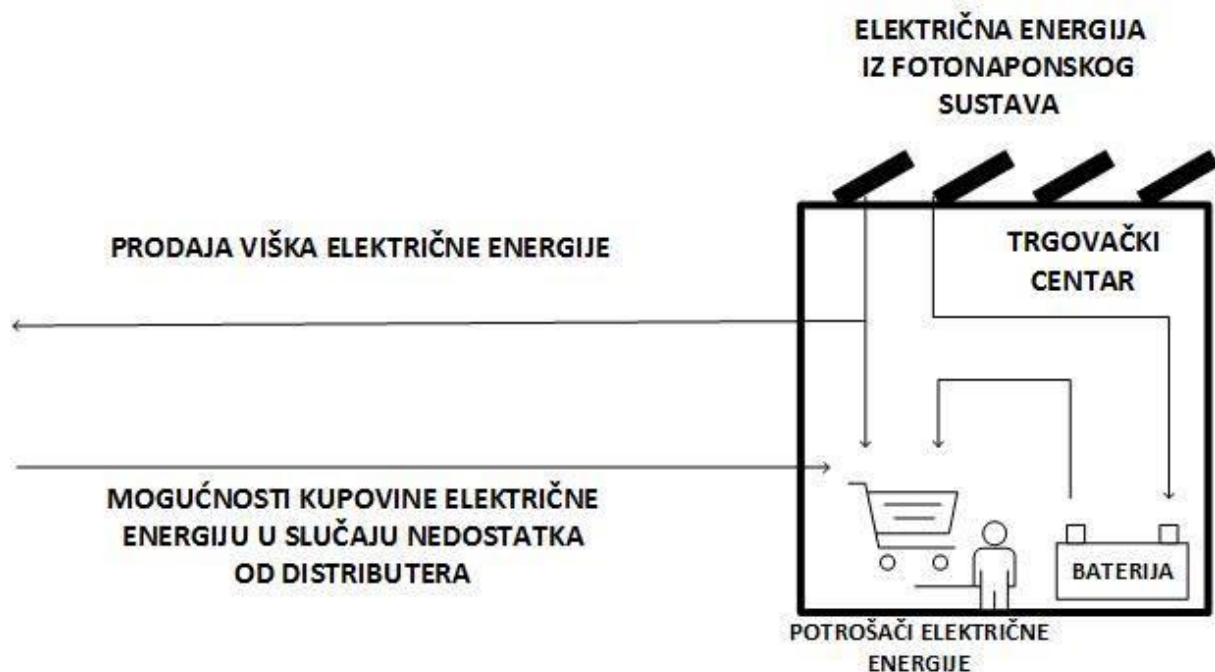 ELEKTRIČNA ENERGIJA
IZ FOTONAPONSKOG
SUSTAVA
PRODAJA VIŠKA ELEKTRIČNE ENERGIJE
TRGOVAČKI
CENTAR
MOGUĆNOSTI KUPOVINE ELEKTRIČNE
ENERGIJU U SLUČAJU NEDOSTATKA
OD DISTRIBUTERA
BATERIJA
POTROŠAČI ELEKTRIČNE
ENERGIJE